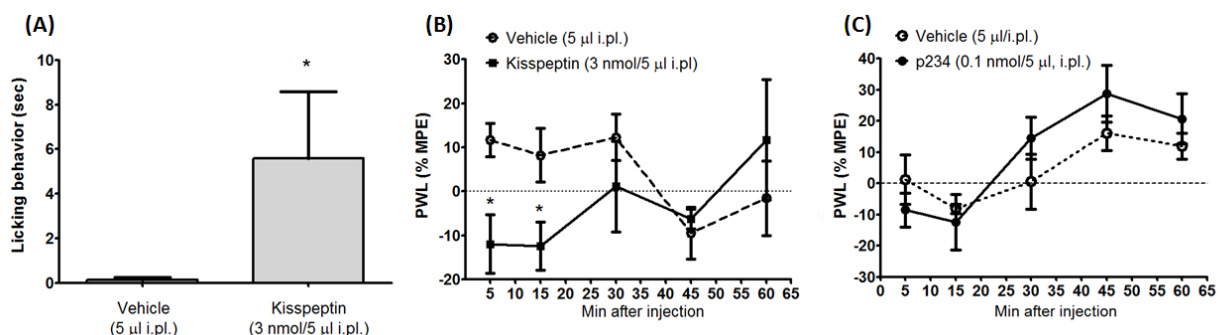 (A)
Licking behavior (sec)
10
8
6
4
2
0
*
Vehicle
(5 μl i.pl.)
Kisspeptin
(3 nmol/5 μl i.pl.)
(B)
Vehicle (5 μl i.pl.)
Kisspeptin (3 nmol/5 μl i.pl)
PWL (% MPE)
30
20
10
0
-10
-20
* *
5 10 15 20 25 30 35 40 45 50 55 60 65
Min after injection
(C)
Vehicle (5 μl/i.pl.)
p234 (0.1 nmol/5 μl, i.pl.)
PWL (% MPE)
40
30
20
10
0
-10
-20
-30
0 5 10 15 20 25 30 35 40 45 50 55 60 65
Min after injection